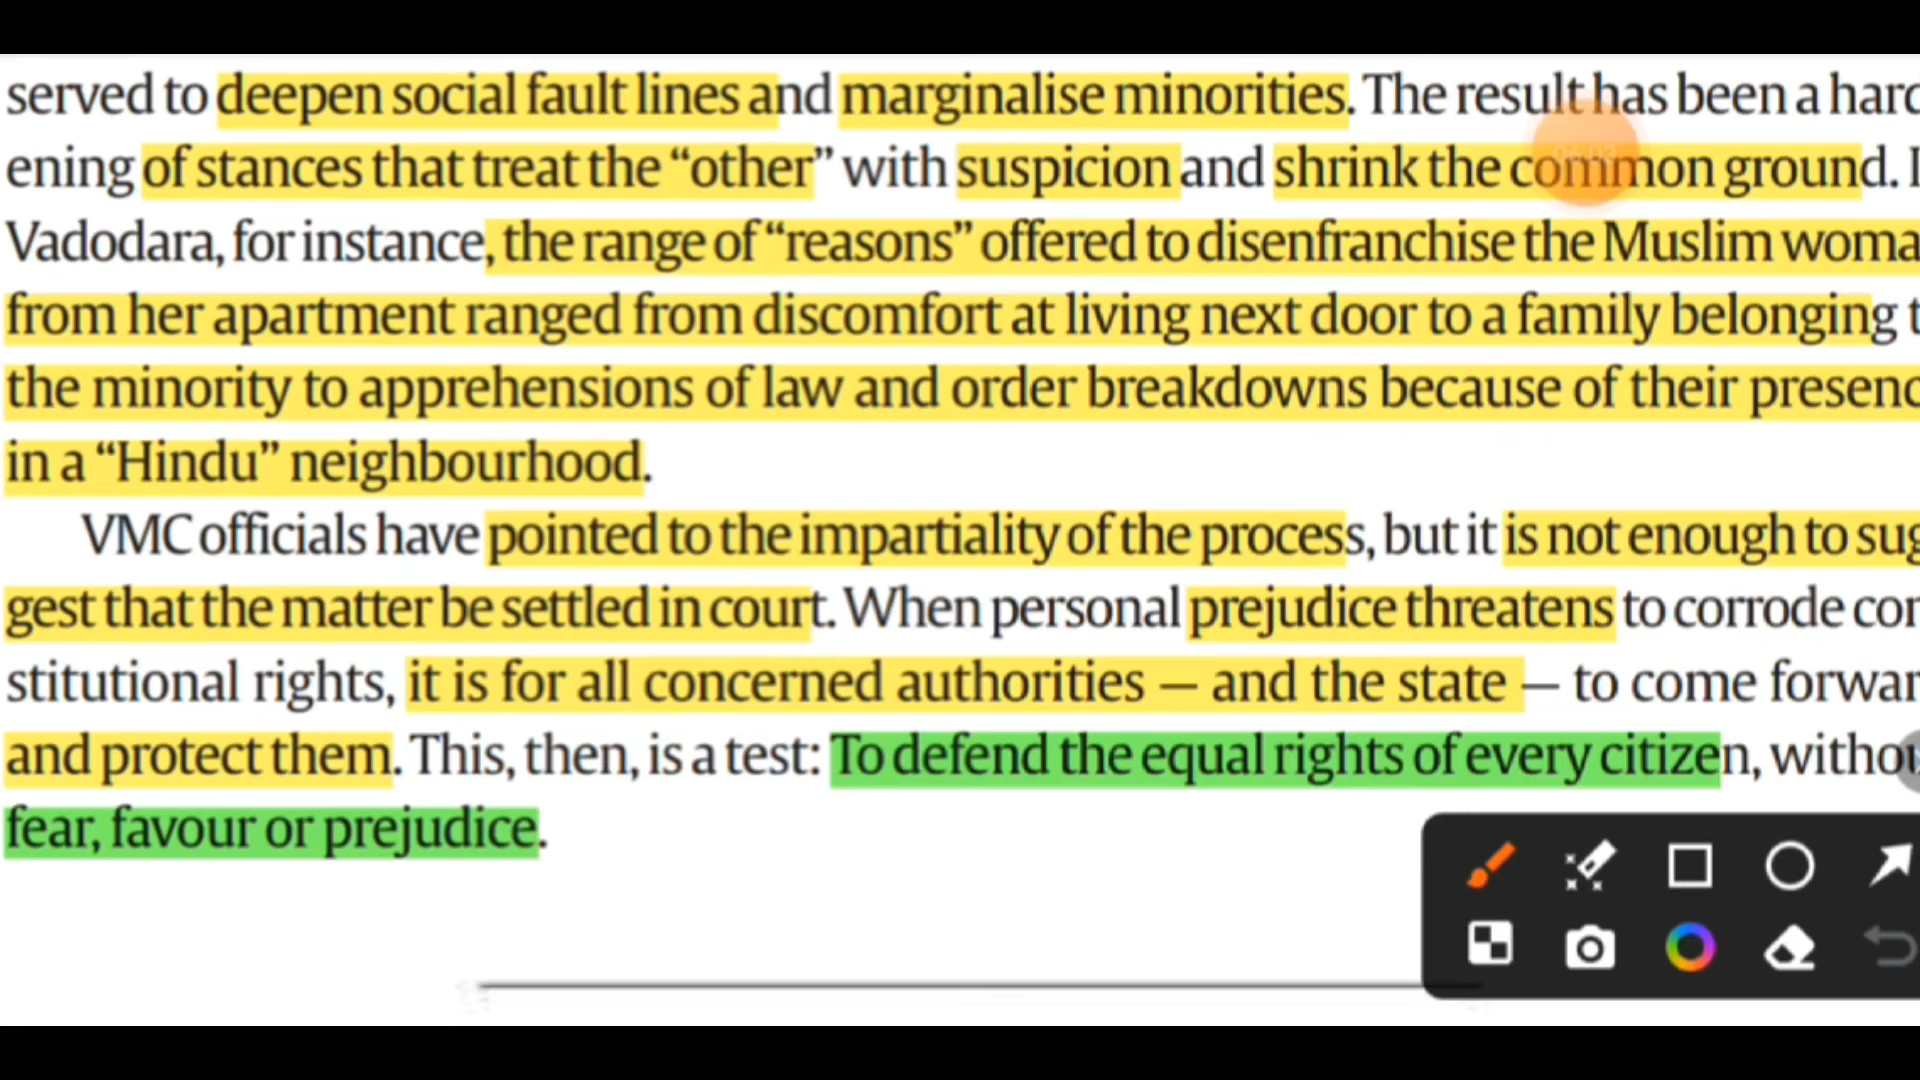 served to deepen social fault lines and marginalise minorities. The result has been a hard
ening of stances that treat the “other” with suspicion and shrink the common ground. I
Vadodara, for instance, the range of “reasons” offered to disenfranchise the Muslim woma
from her apartment ranged from discomfort at living next door to a family belonging t
the minority to apprehensions of law and order breakdowns because of their presenc
in a “Hindu” neighbourhood.
VMC officials have pointed to the impartiality of the process, but it is not enough to sug
gest that the matter be settled in court. When personal prejudice threatens to corrode con
stitutional rights, it is for all concerned authorities — and the state — to come forwar
and protect them. This, then, is a test: To defend the equal rights of every citizen, withou
fear, favour or prejudice.